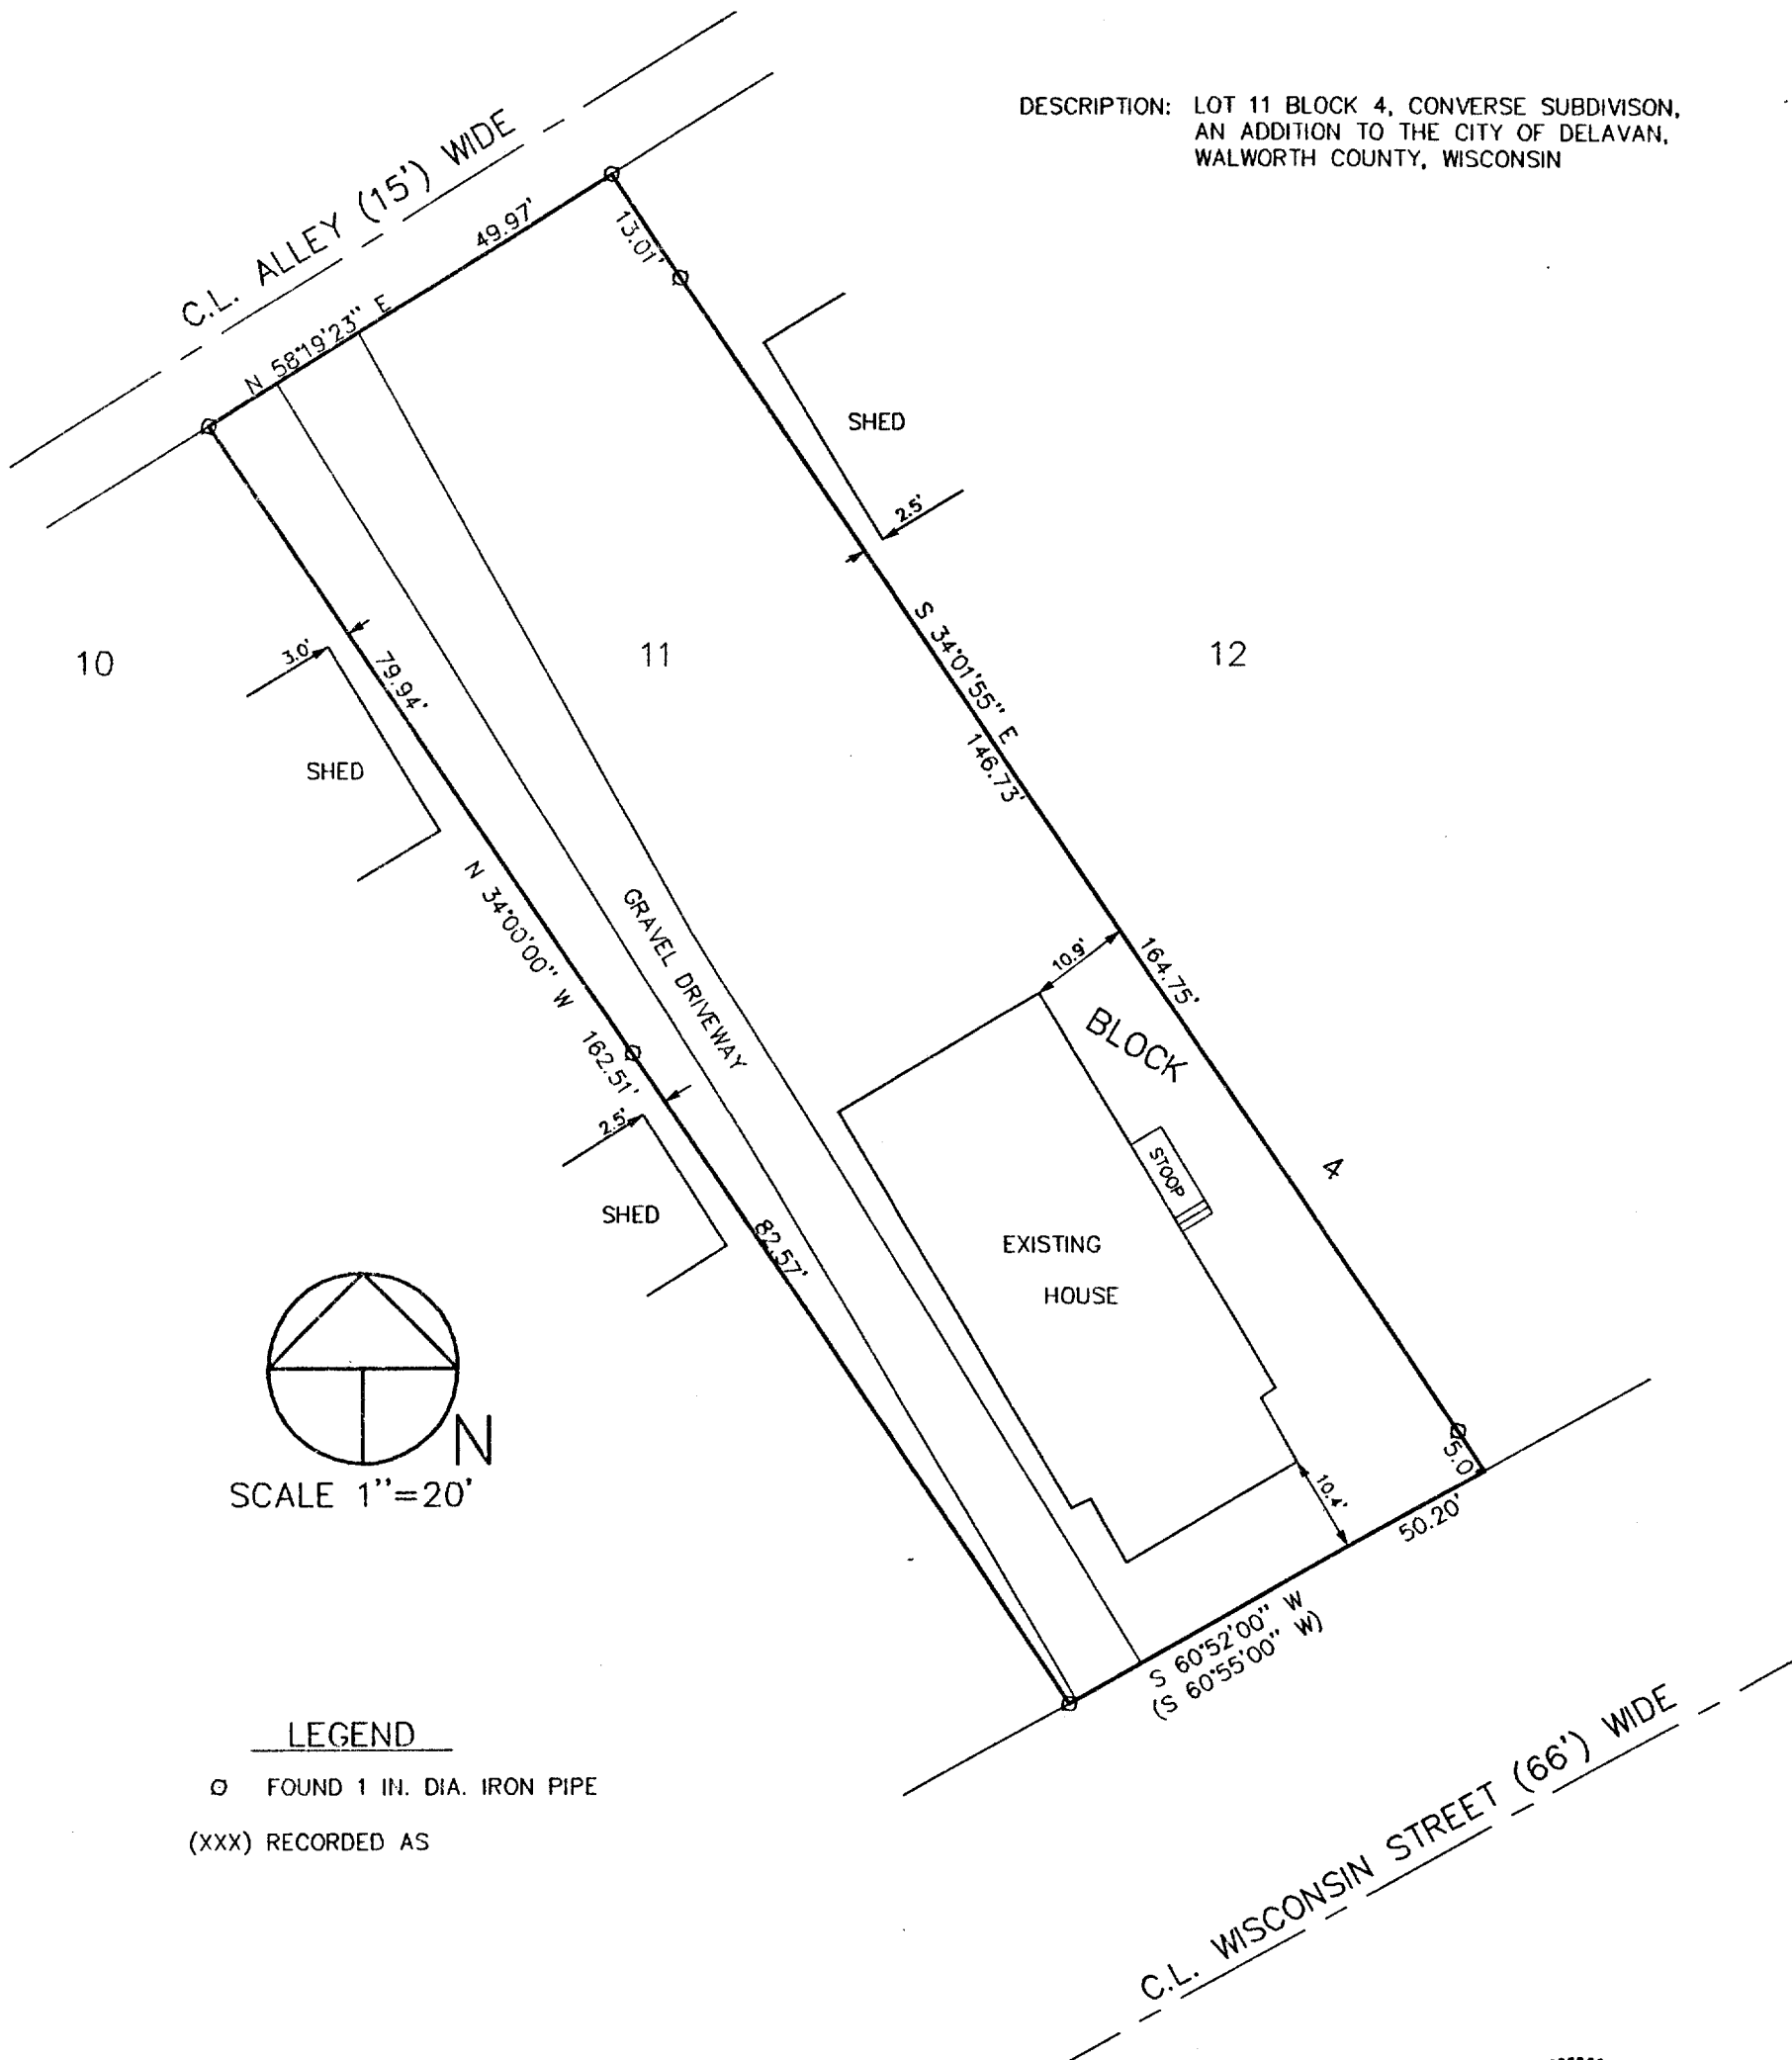 DESCRIPTION: LOT 11 BLOCK 4, CONVERSE SUBDIVISON,
AN ADDITION TO THE CITY OF DELAVAN,
WALWORTH COUNTY, WISCONSIN
C.L. ALLEY (15') WIDE
49.97'
N 58°19'23" E
13.01'
SHED
2.5'
10
11
12
3.0'
79.94'
SHED
S 34°01'55" E
146.73'
N 34°00'00" W
162.51'
GRAVEL DRIVEWAY
10.9'
164.75'
BLOCK
4
2.5'
SHED
82.57'
STOOP
EXISTING
HOUSE
N
SCALE 1"=20'
5.0'
10.4'
50.20'
S 60°52'00" W
(S 60°55'00" W)
LEGEND
FOUND 1 IN. DIA. IRON PIPE
(XXX) RECORDED AS
C.L. WISCONSIN STREET (66') WIDE